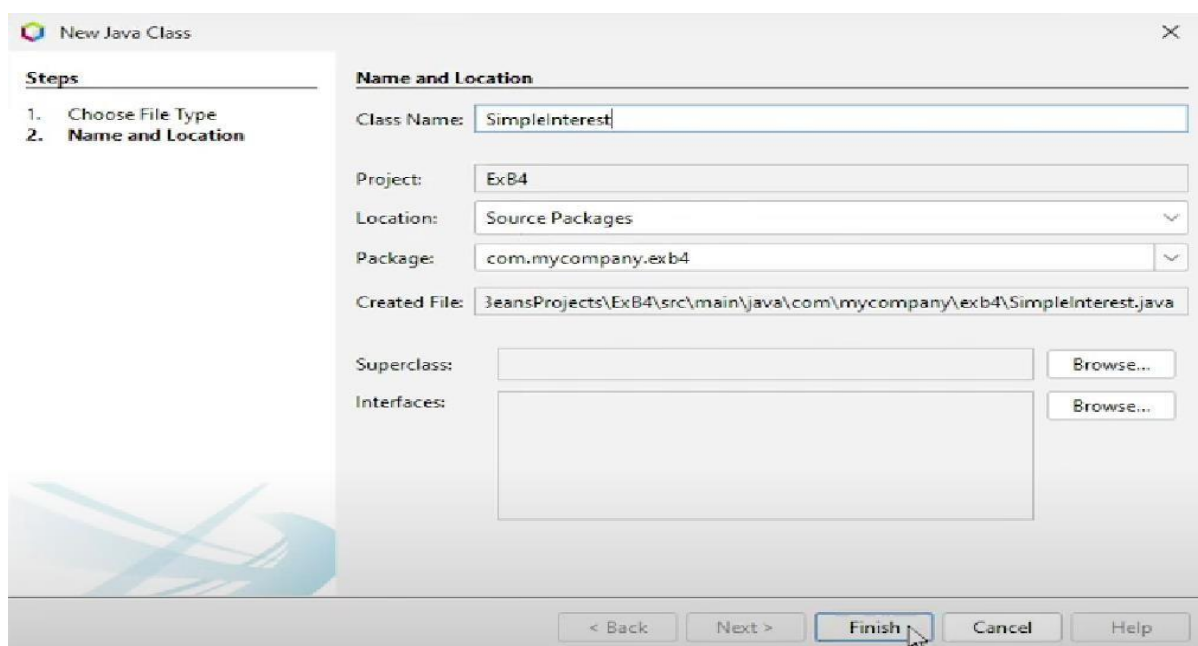 New Java Class
Steps
1. Choose File Type
2. Name and Location
Name and Location
Class Name: SimpleInterest
Project: ExB4
Location: Source Packages
Package: com.mycompany.exb4
Created File: 3eansProjects\ExB4\src\main\java\com\mycompany\exb4\SimpleInterest.java
Superclass: Browse...
Interfaces: Browse...
< Back Next > Finish Cancel Help